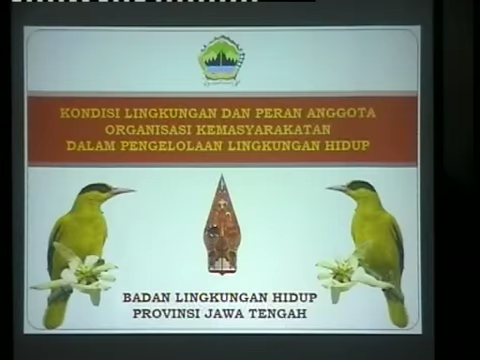 KONDISI LINGKUNGAN DAN PERAN ANGGOTA
ORGANISASI KEMASYARAKATAN
DALAM PENGELOLAAN LINGKUNGAN HIDUP
BADAN LINGKUNGAN HIDUP
PROVINSI JAWA TENGAH